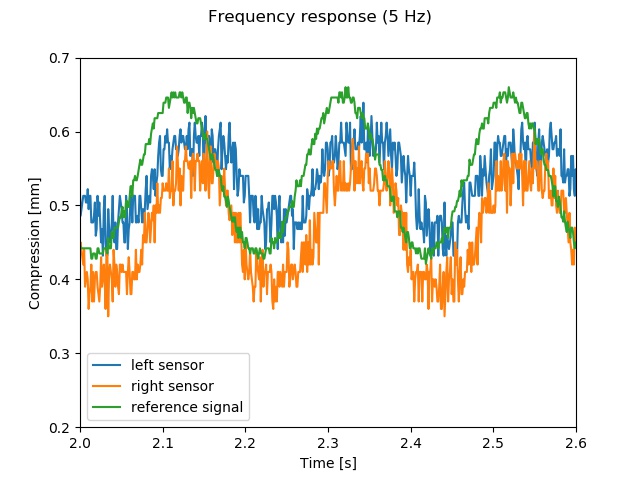 Frequency response (5 Hz)
0.7
0.6
0.5
0.4
0.3
0.2
Compression [mm]
left sensor
right sensor
reference signal
2.0 2.1 2.2 2.3 2.4 2.5 2.6
Time [s]